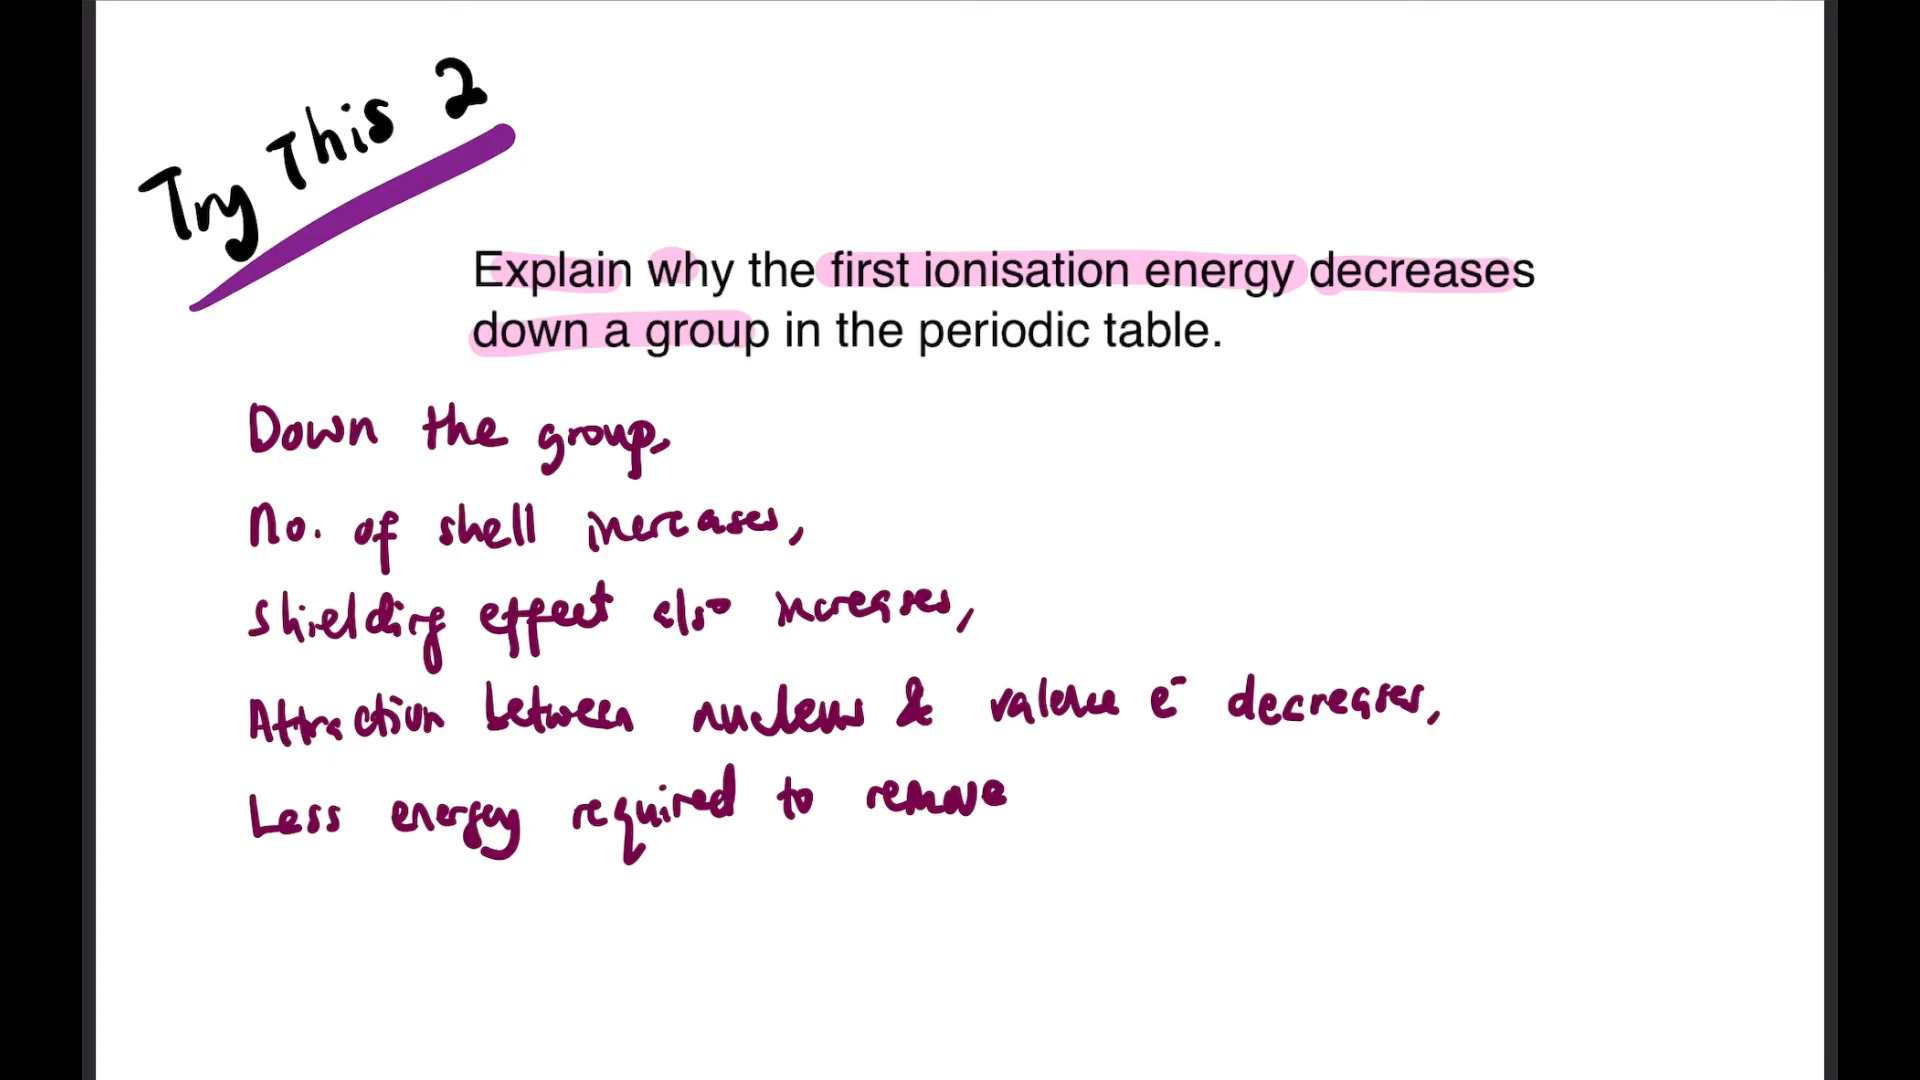 Try This 2
Explain why the first ionisation energy decreases
down a group in the periodic table.
Down the group,
No. of shell increases,
Shielding effect also increases,
Attraction between nucleus & valence e⁻ decreases,
Less energy required to remove